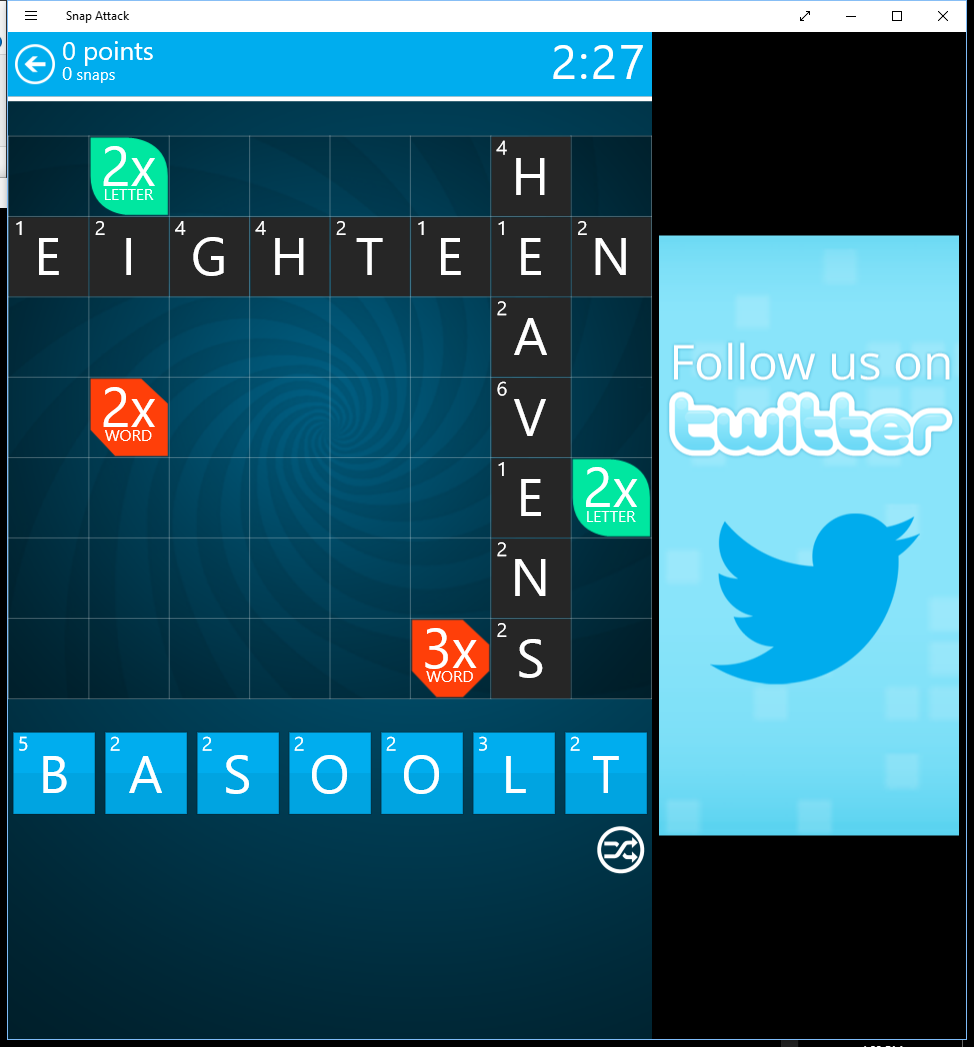 Snap Attack
0 points
0 snaps
2:27
2x
LETTER
4 H
1 E 2 I 4 G 4 H 2 T 1 E 1 E 2 N
2 A
2x
WORD
6 V
1 E
2x
LETTER
2 N
3x
WORD
2 S
5 B 2 A 2 S 2 O 2 O 3 L 2 T
Follow us on
twitter